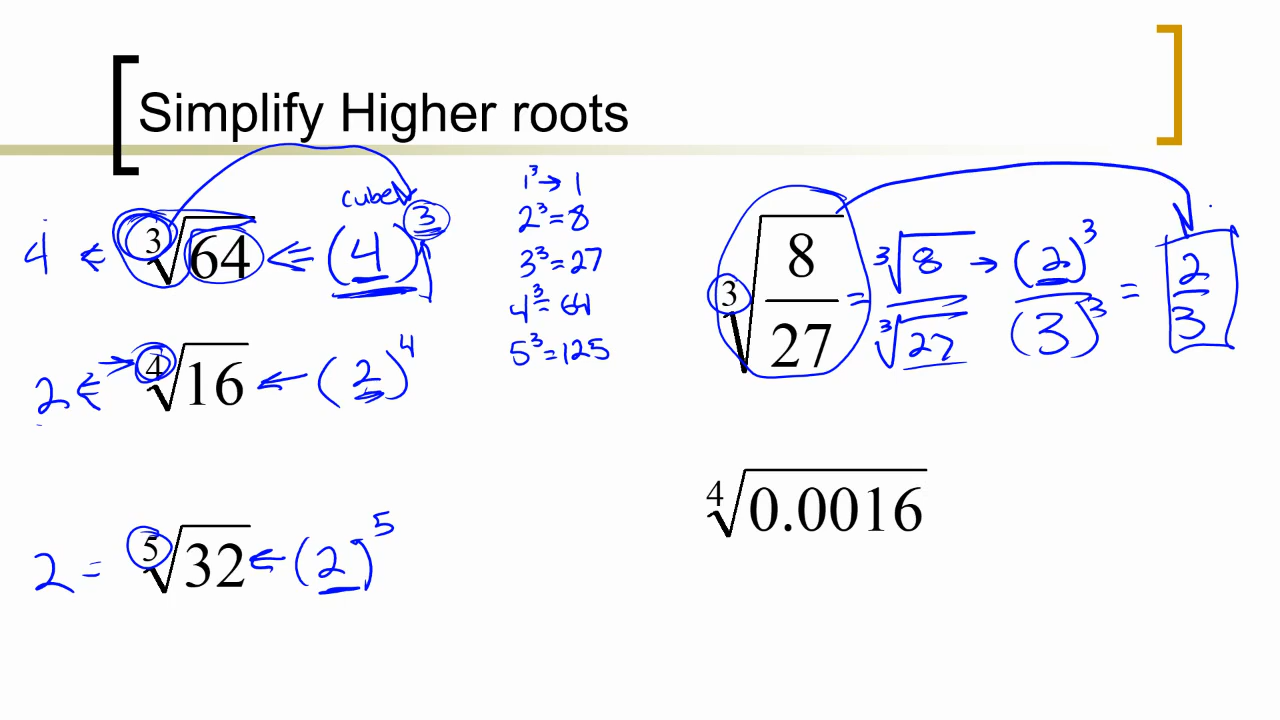 Simplify Higher roots
4 ← ∛64 ⇐ (4)³
cubed
2 ← ∜16 ← (2)⁴
2 = ⁵√32 ← (2)⁵
1³ → 1
2³ = 8
3³ = 27
4³ = 64
5³ = 125
∛(8/27) = ∛8/∛27 → (2)³/(3)³ = 2/3
∜0.0016